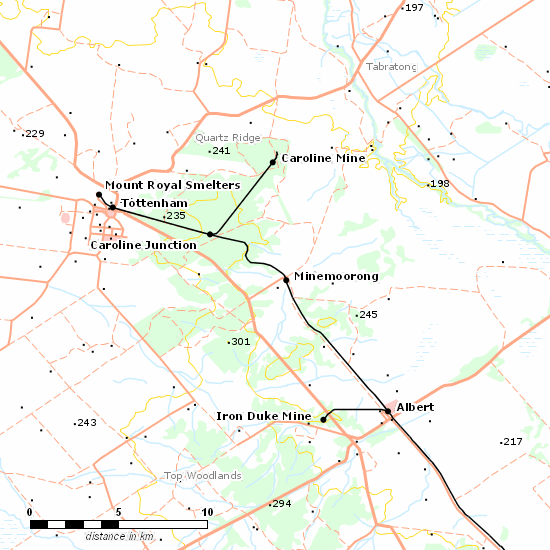 197
Tabratong
229
Quartz Ridge
241
Caroline Mine
Mount Royal Smelters
198
Tottenham
235
Caroline Junction
Minemoorong
245
301
Albert
Iron Duke Mine
243
217
Top Woodlands
294
0 5 10
distance in km